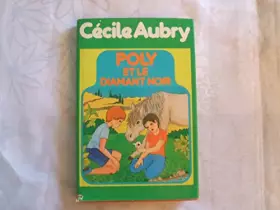 Cécile Aubry
POLY
ET LE
DIAMANT NOIR